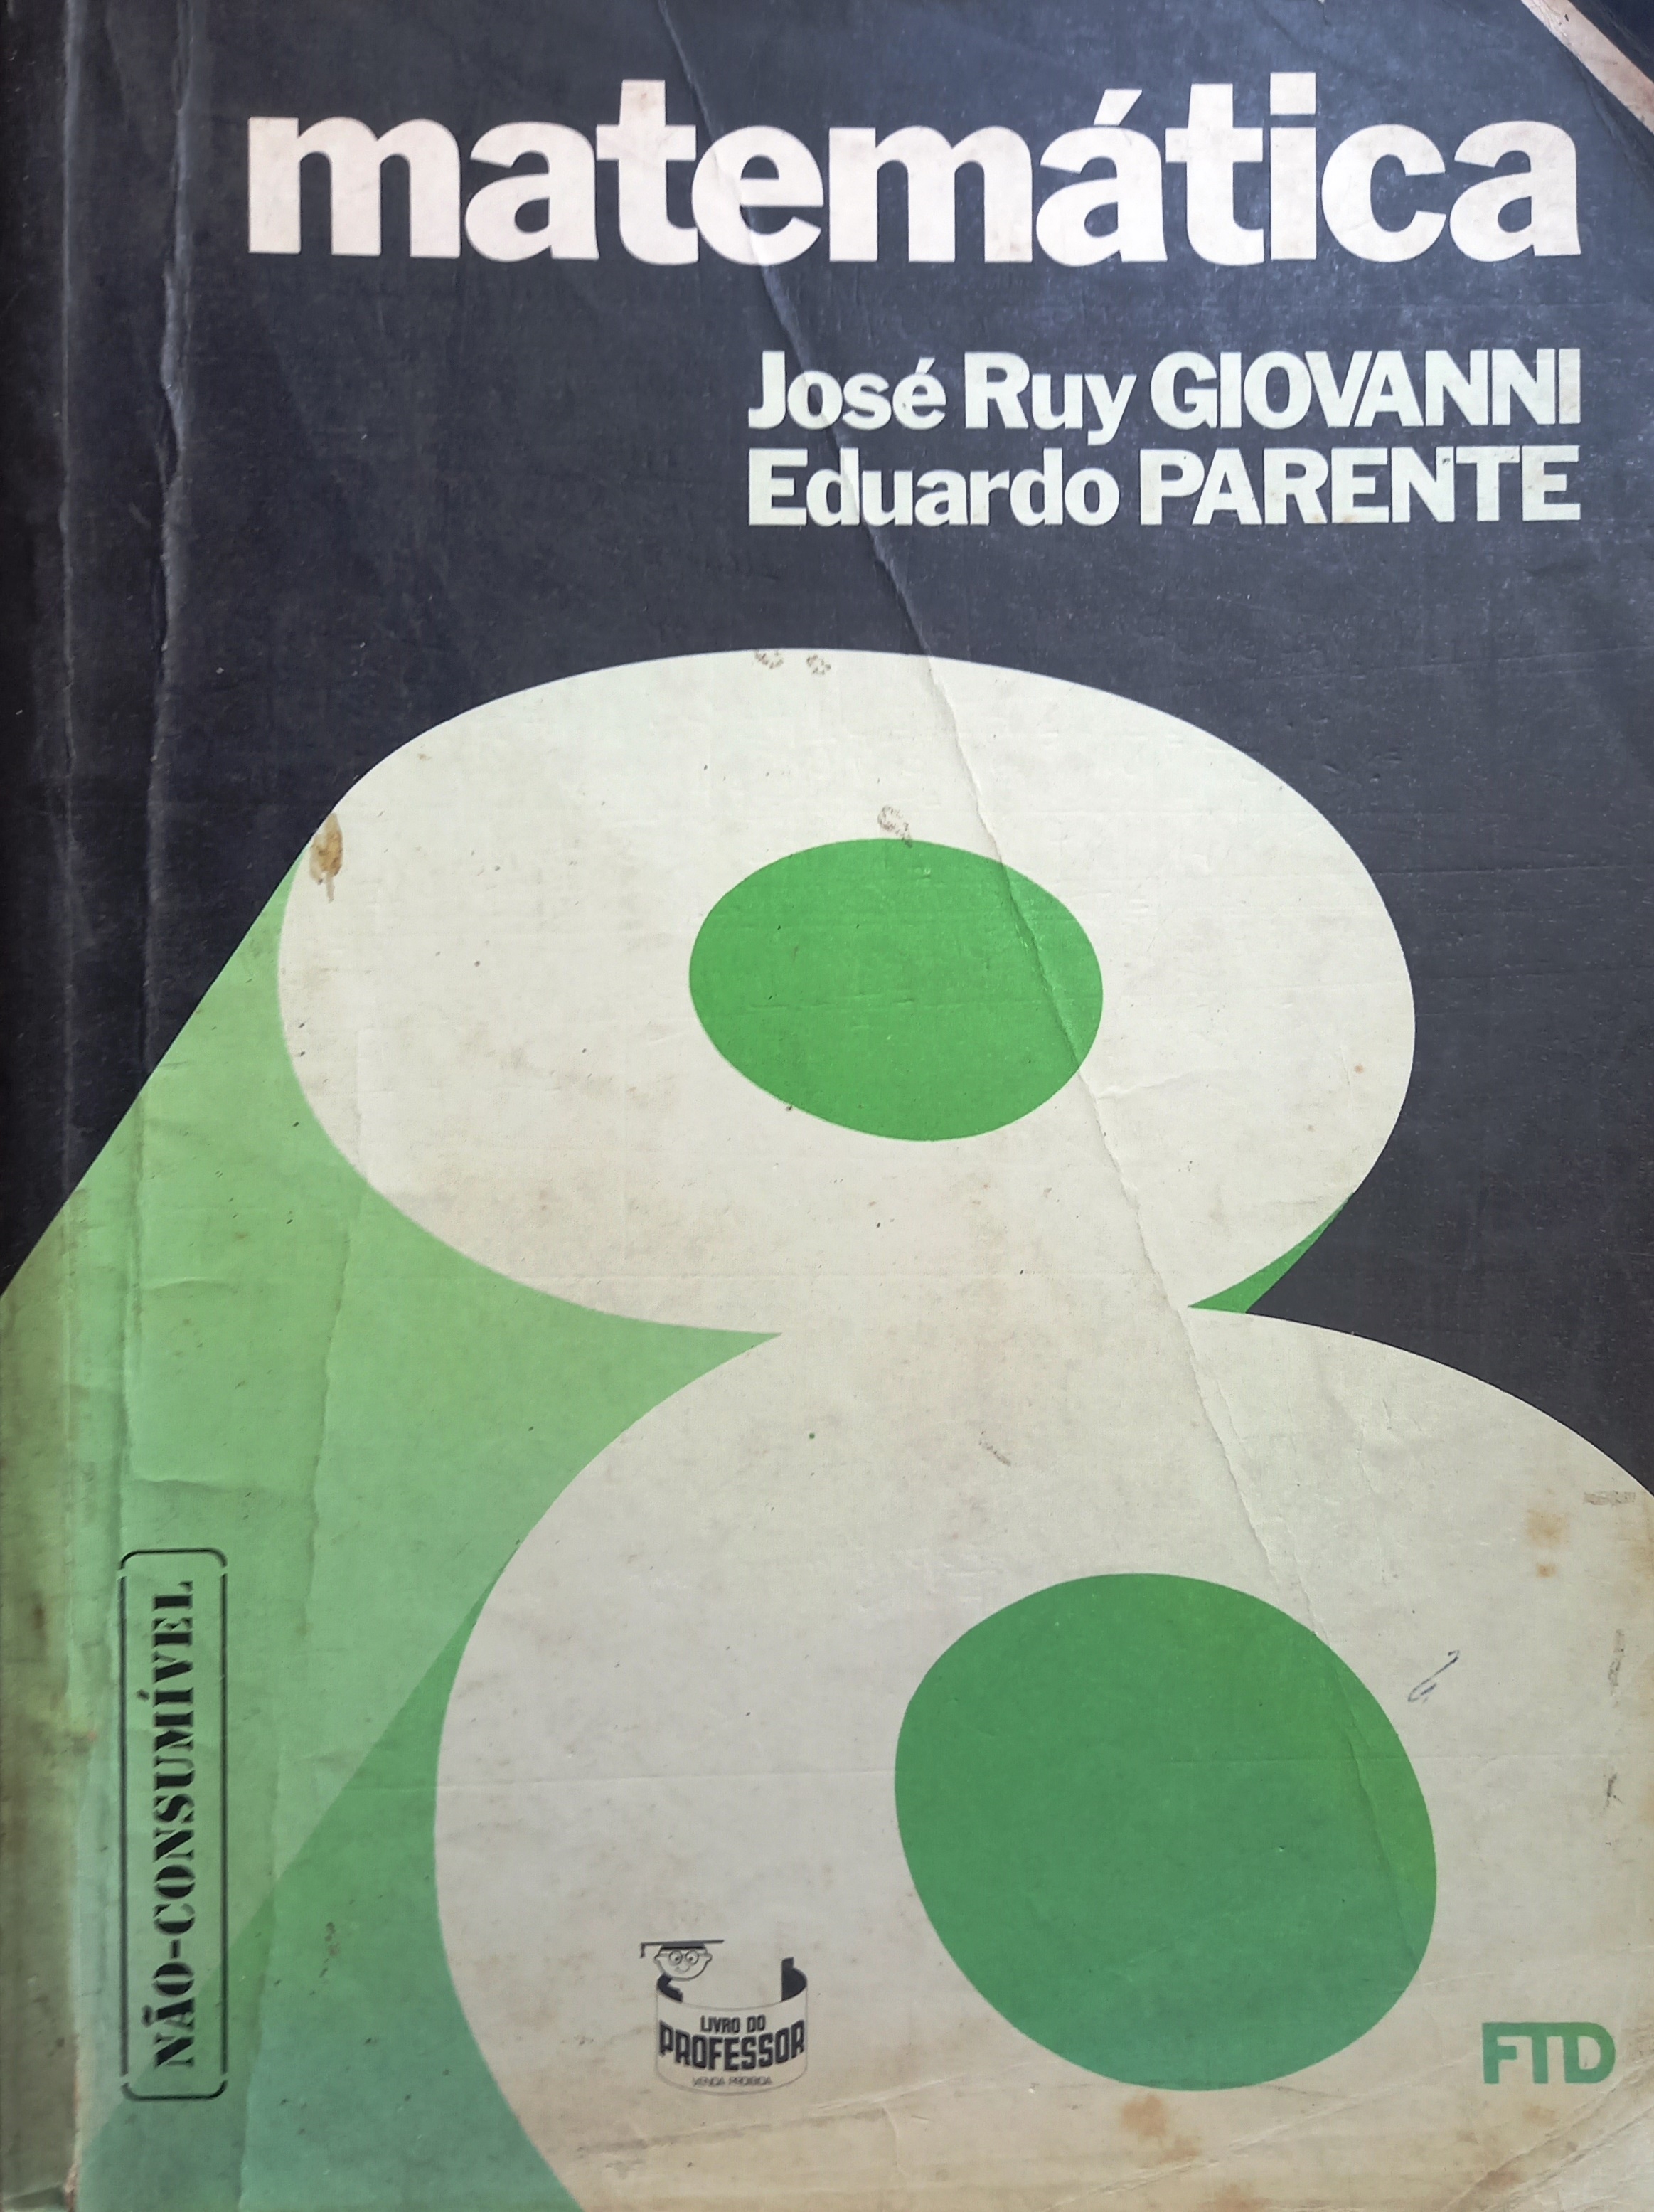 matemática
José Ruy GIOVANNI
Eduardo PARENTE
8
NÃO-CONSUMÍVEL
LIVRO DO
PROFESSOR
VENDA PROIBIDA
FTD